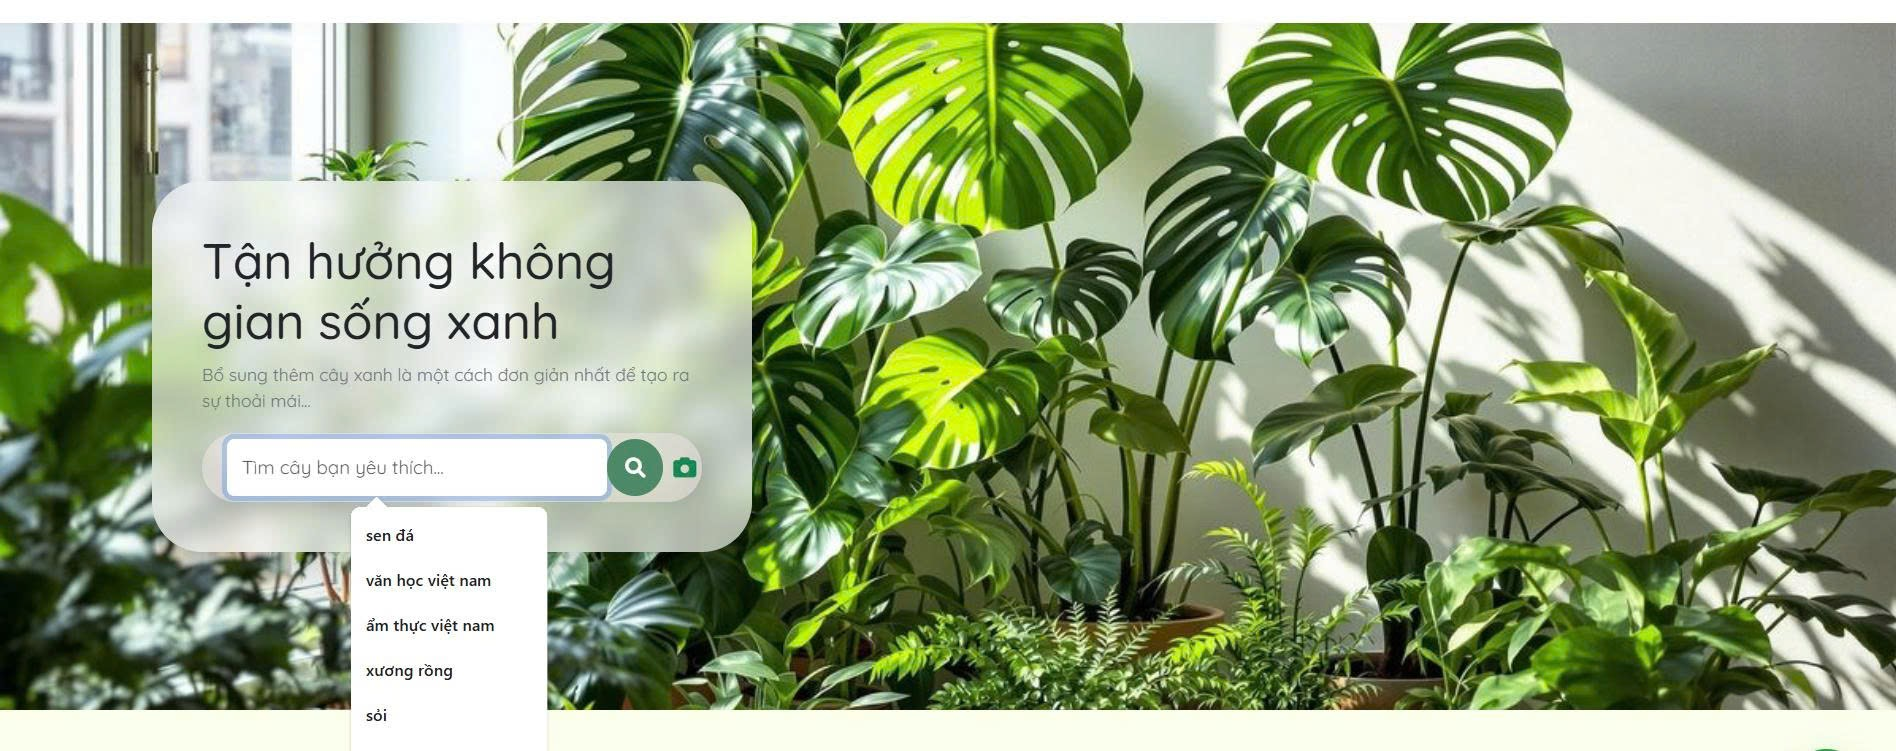 Tận hưởng không
gian sống xanh
Bổ sung thêm cây xanh là một cách đơn giản nhất để tạo ra
sự thoải mái...
Tìm cây bạn yêu thích...
sen đá
văn học việt nam
ẩm thực việt nam
xương rồng
sỏi